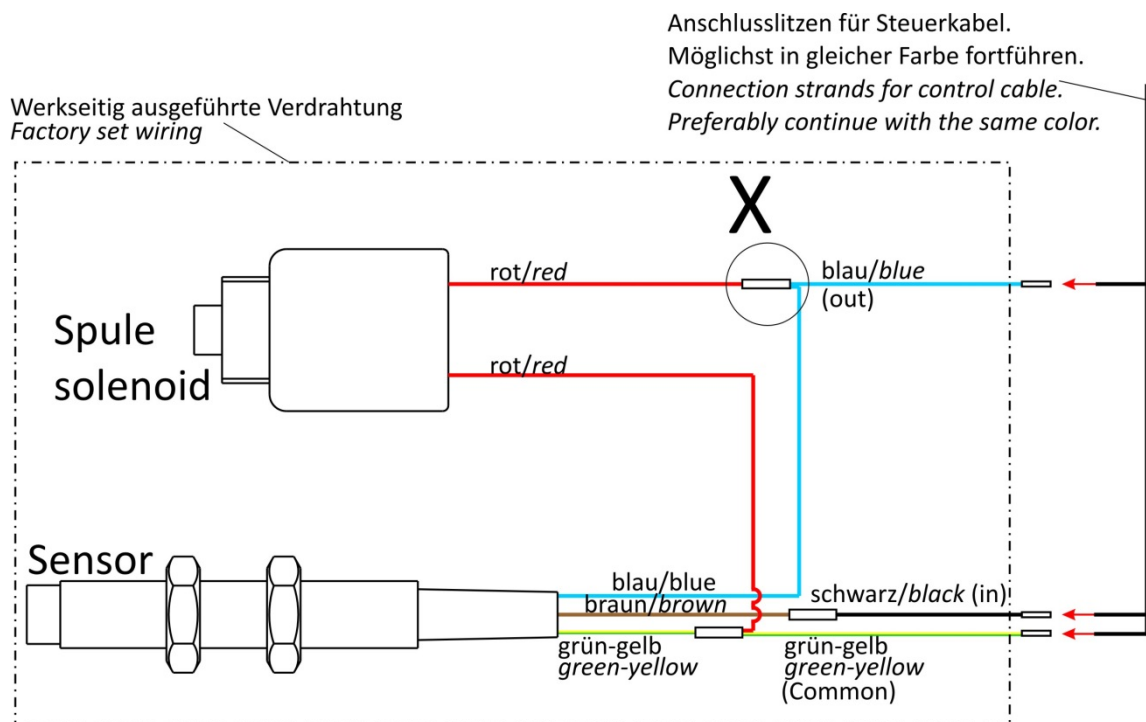 Anschlusslitzen für Steuerkabel.
Möglichst in gleicher Farbe fortführen.
Connection strands for control cable.
Preferably continue with the same color.
Werkseitig ausgeführte Verdrahtung
Factory set wiring
X
rot/red
blau/blue
(out)
Spule
solenoid
rot/red
Sensor
blau/blue
braun/brown
schwarz/black (in)
grün-gelb
green-yellow
grün-gelb
green-yellow
(Common)